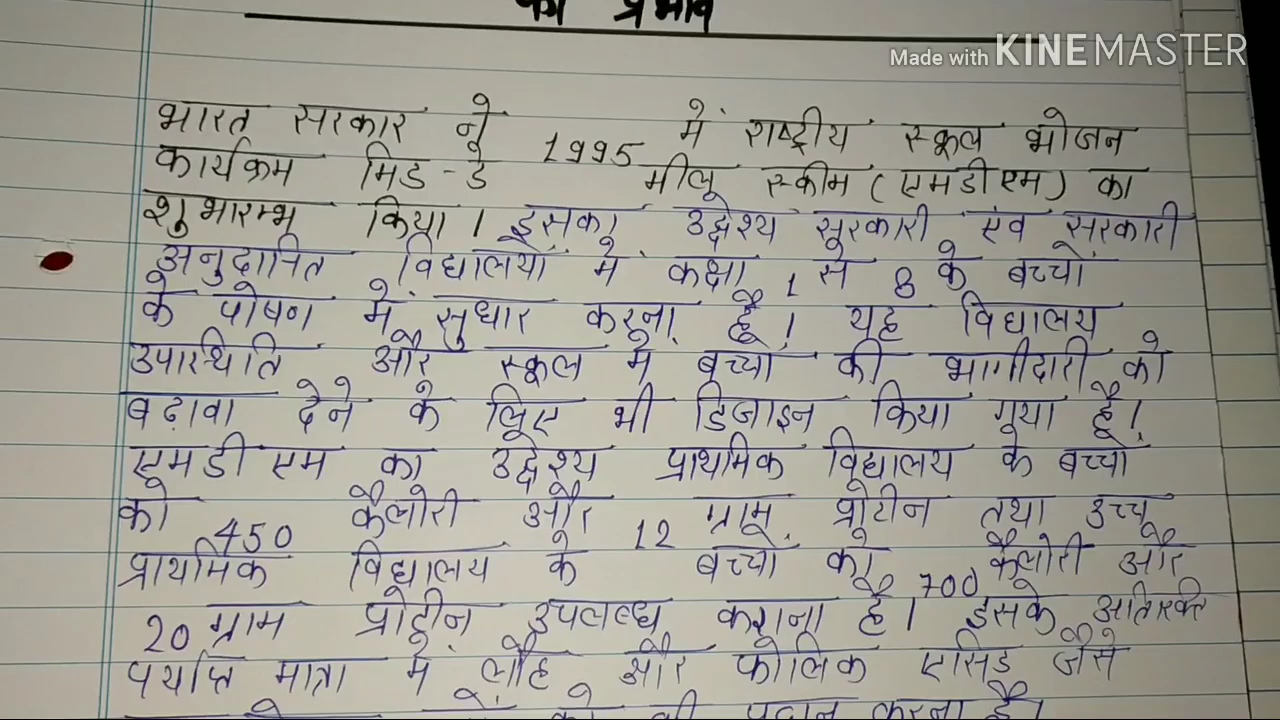 का प्रभाव
Made with KINEMASTER
भारत सरकार ने 1995 में राष्ट्रीय स्कूल भोजन
कार्यक्रम मिड-डे मील स्कीम (एमडीएम) का
शुभारम्भ किया। इसका उद्देश्य सरकारी एवं सरकारी
अनुदानित विद्यालयों में कक्षा 1 से 8 के बच्चों
के पोषण में सुधार करना है। यह विद्यालय
उपस्थिति और स्कूल में बच्चों की भागीदारी को
बढ़ावा देने के लिए भी डिजाइन किया गया है।
एमडीएम का उद्देश्य प्राथमिक विद्यालय के बच्चों
को 450 कैलोरी और 12 ग्राम प्रोटीन तथा उच्च
प्राथमिक विद्यालय के बच्चों को 700 कैलोरी और
20 ग्राम प्रोटीन उपलब्ध कराना है। इसके अतिरिक्त
पर्याप्त मात्रा में लौह और फोलिक एसिड जैसे
को भी प्रदान करना है।